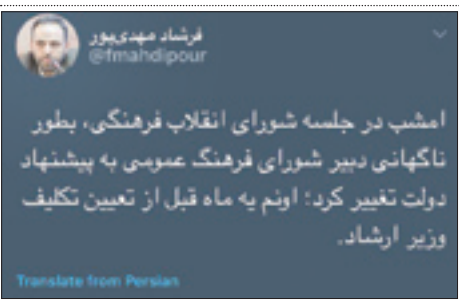 فرشاد مهدی‌پور
@fmahdipour
امشب در جلسه شورای انقلاب فرهنگی، بطور
ناگهانی دبیر شورای فرهنگ عمومی به پیشنهاد
دولت تغییر کرد؛ اونم یه ماه قبل از تعیین تکلیف
وزیر ارشاد.
Translate from Persian